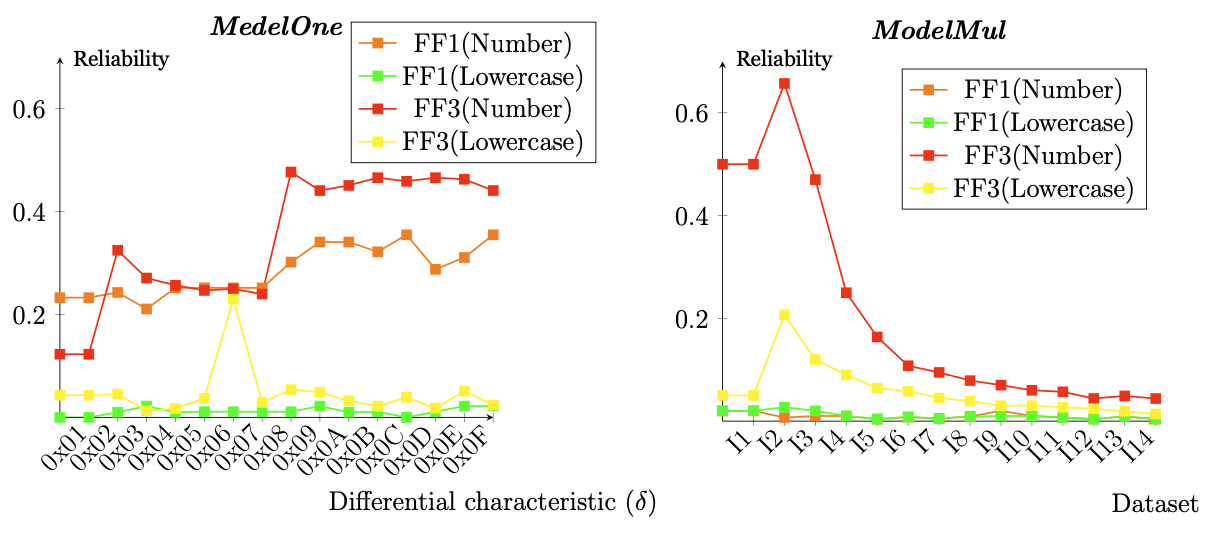 MedelOne
Reliability
FF1(Number)
FF1(Lowercase)
FF3(Number)
FF3(Lowercase)
0.6
0.4
0.2
0x01 0x02 0x03 0x04 0x05 0x06 0x07 0x08 0x09 0x0A 0x0B 0x0C 0x0D 0x0E 0x0F
Differential characteristic (δ)
ModelMul
Reliability
FF1(Number)
FF1(Lowercase)
FF3(Number)
FF3(Lowercase)
0.6
0.4
0.2
I1 I2 I3 I4 I5 I6 I7 I8 I9 I10 I11 I12 I13 I14
Dataset